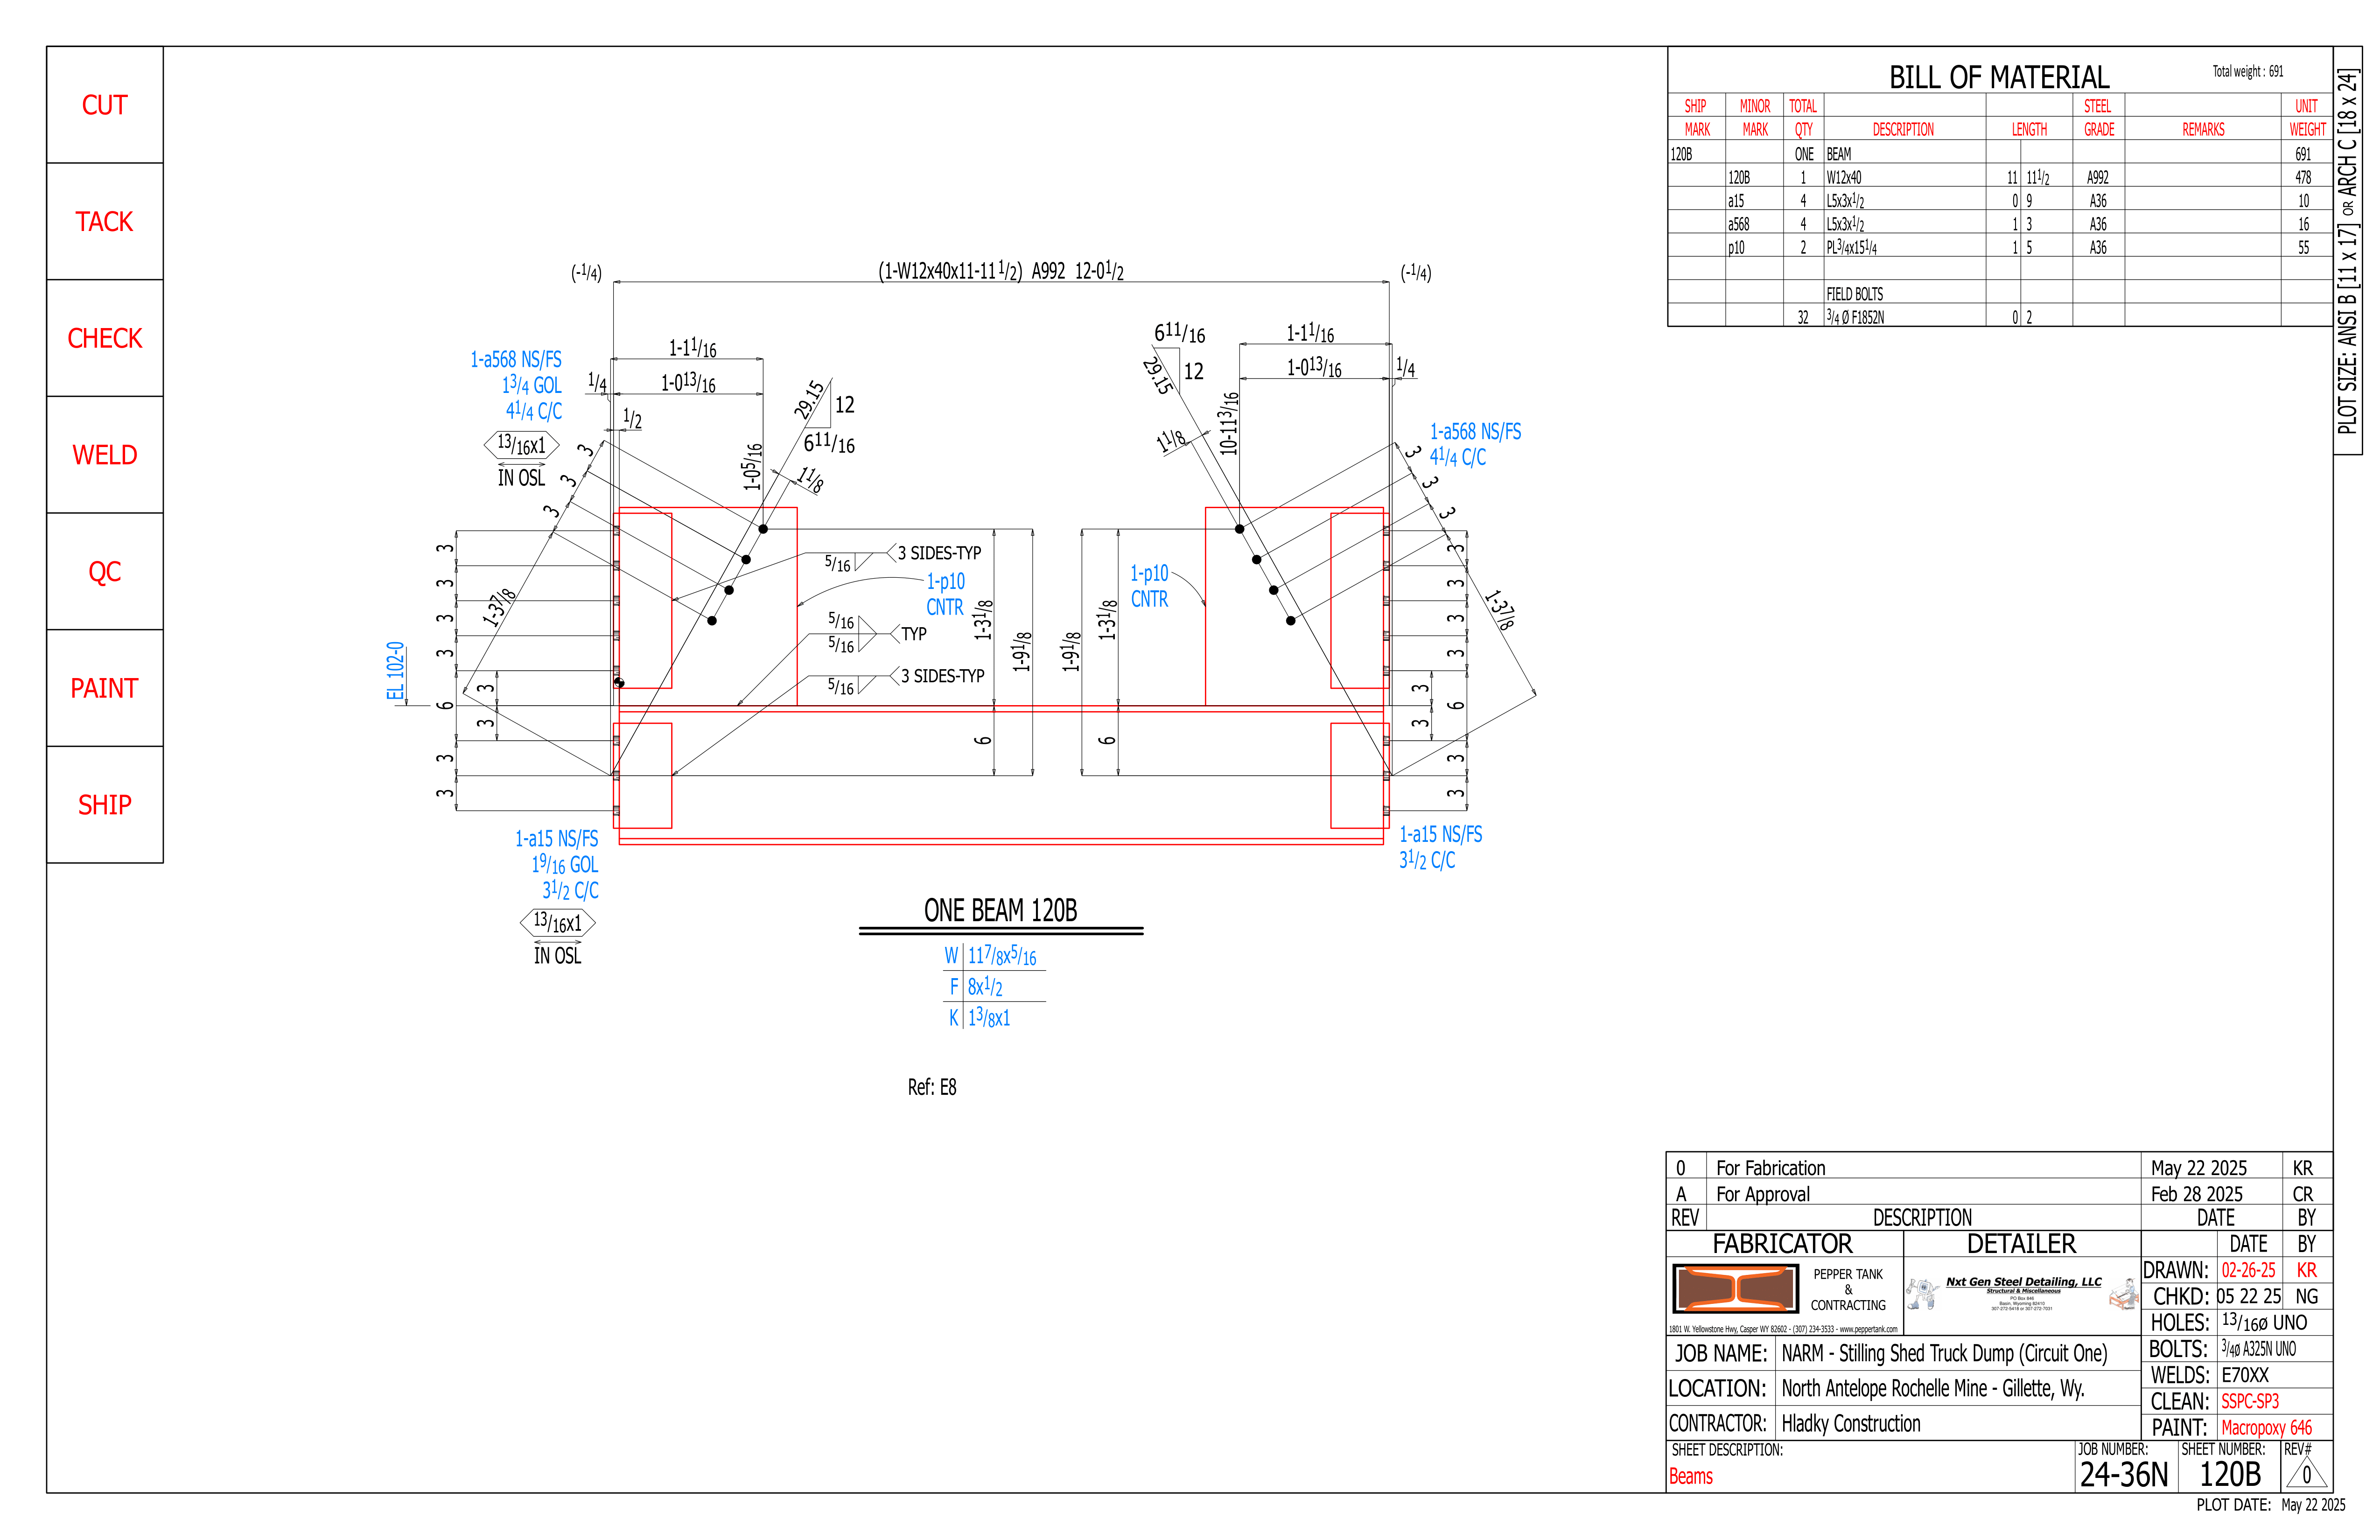 CUT
TACK
CHECK
WELD
QC
PAINT
SHIP
BILL OF MATERIAL
Total weight : 691
SHIP MINOR TOTAL STEEL UNIT
MARK MARK QTY DESCRIPTION LENGTH GRADE REMARKS WEIGHT
120B ONE BEAM 691
120B 1 W12x40 11 11 1/2 A992 478
a15 4 L5x3x1/2 0 9 A36 10
a568 4 L5x3x1/2 1 3 A36 16
p10 2 PL3/4x15 1/4 1 5 A36 55
FIELD BOLTS
32 3/4 Ø F1852N 0 2
PLOT SIZE: ANSI B [11 x 17] OR ARCH C [18 x 24]
(-1/4)
(1-W12x40x11-11 1/2) A992 12-0 1/2
(-1/4)
1-a568 NS/FS
1 3/4 GOL
4 1/4 C/C
13/16x1
IN OSL
1/4
1-1 1/16
1-0 13/16
1/2
1-0 5/16
29.15
12
6 11/16
1 1/8
3
3
3
1-3 7/8
3
3
3
3
6
3
3
3
3
EL 102-0
5/16
3 SIDES-TYP
1-p10
CNTR
5/16
5/16
TYP
5/16
3 SIDES-TYP
1-3 1/8
1-9 1/8
6
6 11/16
12
29.15
1-1 1/16
1-0 13/16
1/4
10-11 3/16
1 1/8
1-a568 NS/FS
4 1/4 C/C
3
3
3
1-3 7/8
1-p10
CNTR
1-9 1/8
1-3 1/8
6
3
3
3
3
3
6
3
3
3
1-a15 NS/FS
1 9/16 GOL
3 1/2 C/C
13/16x1
IN OSL
1-a15 NS/FS
3 1/2 C/C
ONE BEAM 120B
W 11 7/8x5/16
F 8x1/2
K 1 3/8x1
Ref: E8
0 For Fabrication May 22 2025 KR
A For Approval Feb 28 2025 CR
REV DESCRIPTION DATE BY
FABRICATOR DETAILER DATE BY
PEPPER TANK
&
CONTRACTING
1801 W. Yellowstone Hwy, Casper WY 82602 - (307) 234-3533 - www.peppertank.com
Nxt Gen Steel Detailing, LLC
Structural & Miscellaneous
PO Box 646
Basin, Wyoming 82410
DRAWN: 02-26-25 KR
CHKD: 05 22 25 NG
HOLES: 13/16ø UNO
BOLTS: 3/4ø A325N UNO
WELDS: E70XX
CLEAN: SSPC-SP3
PAINT: Macropoxy 646
JOB NAME: NARM - Stilling Shed Truck Dump (Circuit One)
LOCATION: North Antelope Rochelle Mine - Gillette, Wy.
CONTRACTOR: Hladky Construction
SHEET DESCRIPTION:
Beams
JOB NUMBER:
24-36N
SHEET NUMBER:
120B
REV#
0
PLOT DATE: May 22 2025